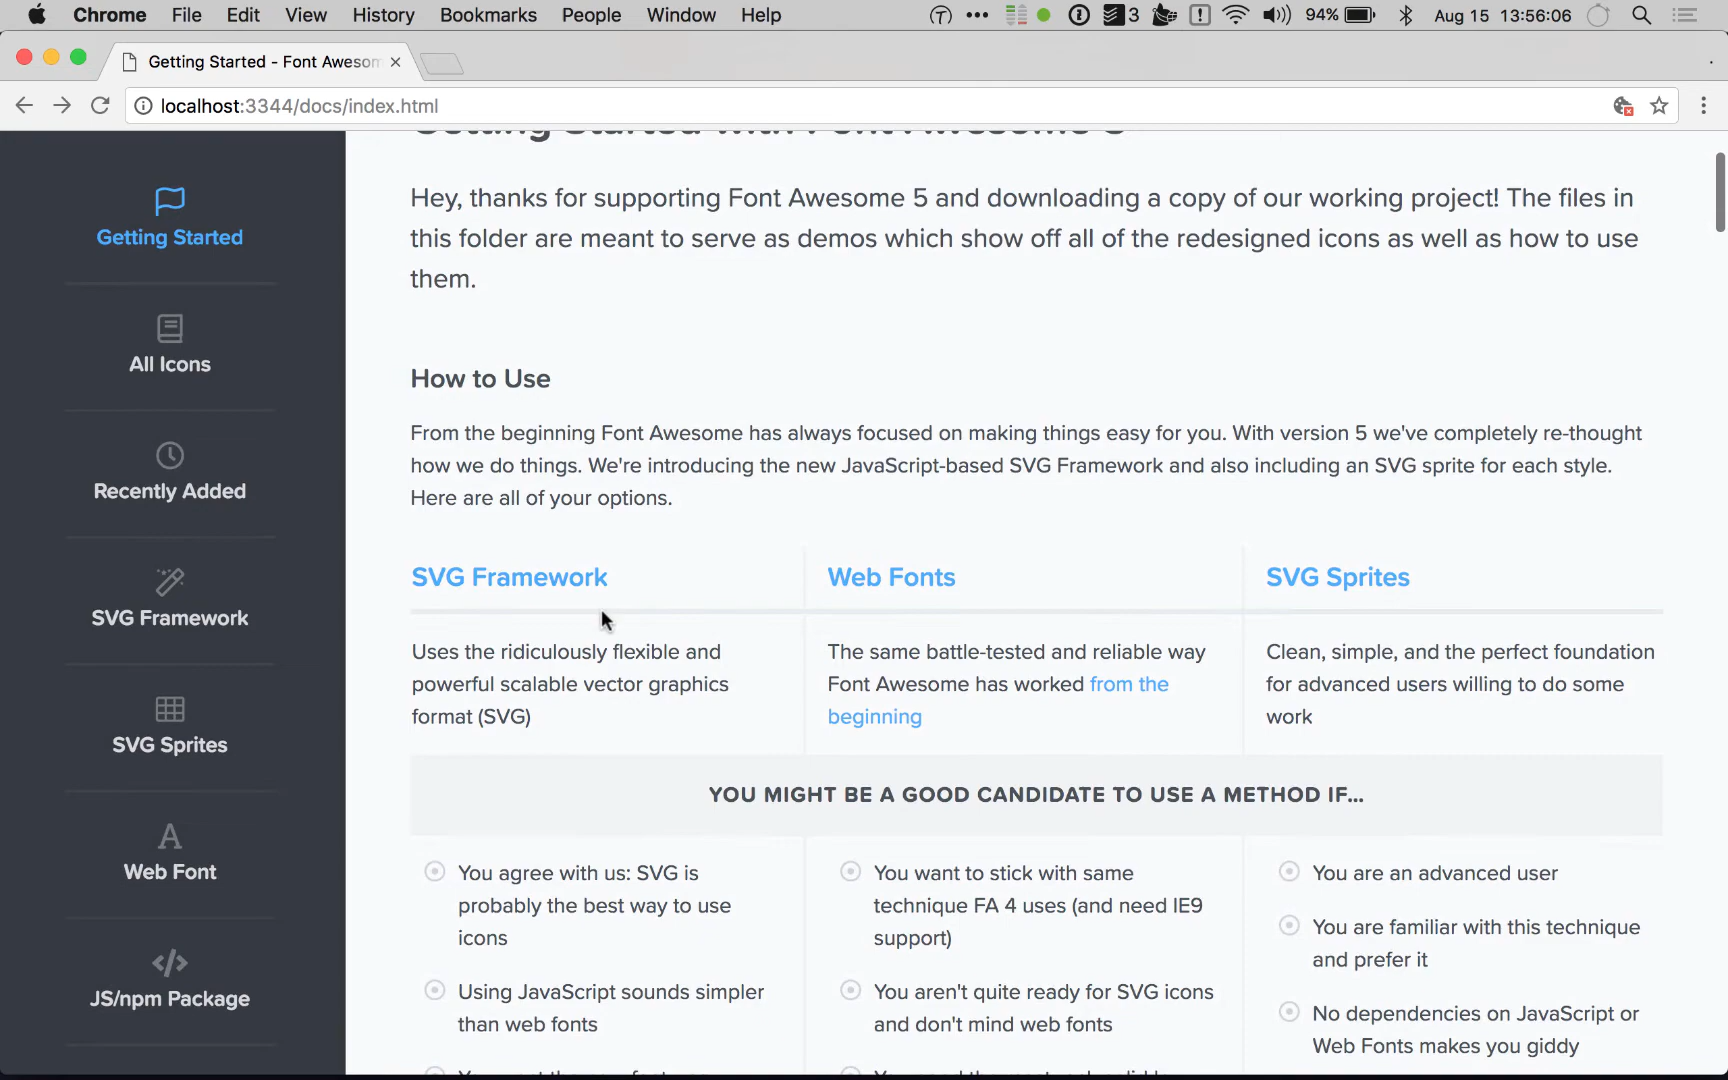 Chrome File Edit View History Bookmarks People Window Help 3 94% Aug 15 13:56:06
Getting Started - Font Awesom
localhost:3344/docs/index.html
Getting Started with Font Awesome 5
Hey, thanks for supporting Font Awesome 5 and downloading a copy of our working project! The files in
this folder are meant to serve as demos which show off all of the redesigned icons as well as how to use
them.
How to Use
From the beginning Font Awesome has always focused on making things easy for you. With version 5 we've completely re-thought
how we do things. We're introducing the new JavaScript-based SVG Framework and also including an SVG sprite for each style.
Here are all of your options.
SVG Framework
Uses the ridiculously flexible and
powerful scalable vector graphics
format (SVG)
Web Fonts
The same battle-tested and reliable way
Font Awesome has worked from the
beginning
SVG Sprites
Clean, simple, and the perfect foundation
for advanced users willing to do some
work
YOU MIGHT BE A GOOD CANDIDATE TO USE A METHOD IF...
You agree with us: SVG is
probably the best way to use
icons
Using JavaScript sounds simpler
than web fonts
You want to stick with same
technique FA 4 uses (and need IE9
support)
You aren't quite ready for SVG icons
and don't mind web fonts
You are an advanced user
You are familiar with this technique
and prefer it
No dependencies on JavaScript or
Web Fonts makes you giddy
Getting Started
All Icons
Recently Added
SVG Framework
SVG Sprites
Web Font
JS/npm Package